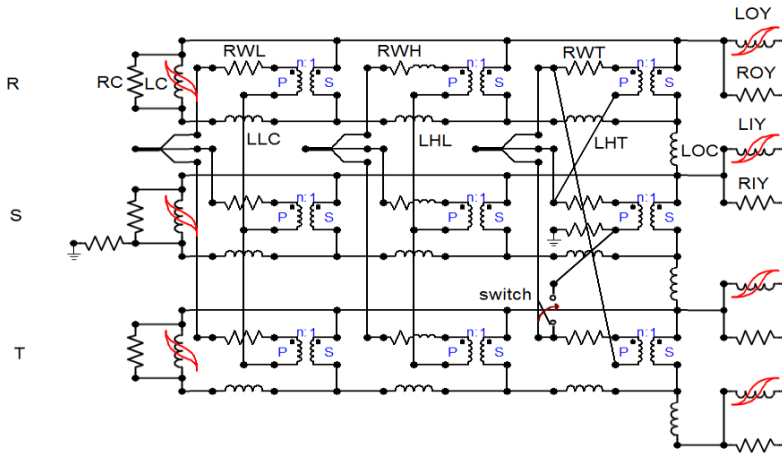 LOY
RWL n:1 RWH n:1 RWT n:1
R RC LC P S P S P S ROY
LLC LHL LHT LOC LIY
n:1 n:1 n:1 RIY
S P S P S P S
switch
n:1 n:1 n:1
T P S P S P S